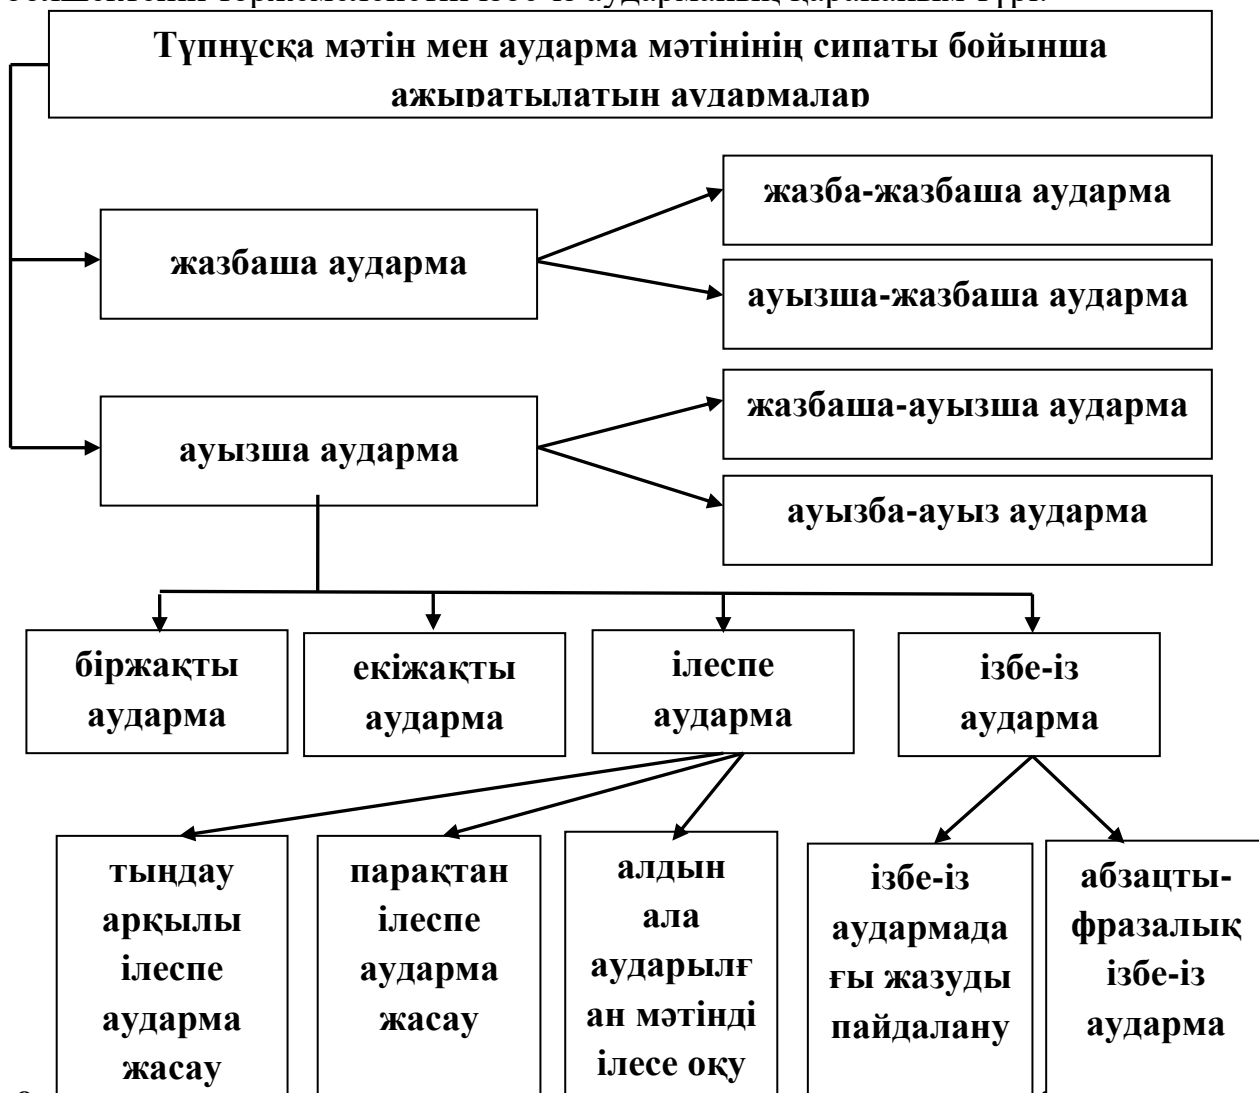 Түпнұсқа мәтін мен аударма мәтінінің сипаты бойынша
ажыратылатын аудармалар
жазба-жазбаша аударма
жазбаша аударма
ауызша-жазбаша аударма
жазбаша-ауызша аударма
ауызша аударма
ауызба-ауыз аударма
біржақты
аударма
екіжақты
аударма
ілеспе
аударма
ізбе-із
аударма
тыңдау
арқылы
ілеспе
аударма
жасау
парақтан
ілеспе
аударма
жасау
алдын
ала
аударылғ
ан мәтінді
ілесе оқу
ізбе-із
аудармада
ғы жазуды
пайдалану
абзацты-
фразалық
ізбе-із
аударма